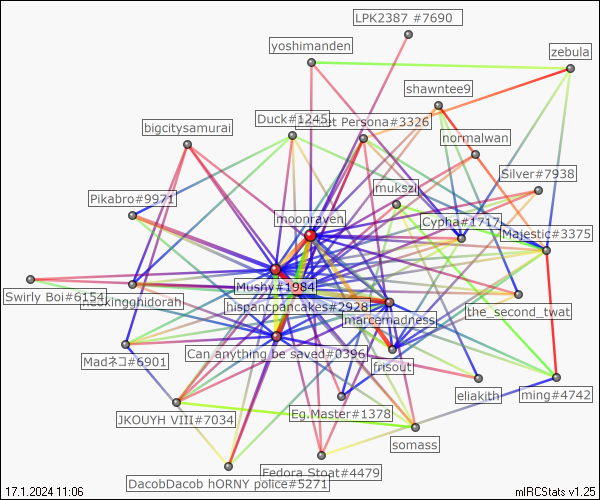 LPK2387 #7690
yoshimanden
zebula
shawntee9
Duck#1245
et Persona#3326
bigcitysamurai
normalwan
Silver#7938
mukszi
Pikabro#9971
moonraven
Cypha#1717
Majestic#3375
Mushy#1984
Swirly Boi#6154
kingghidorah
hispancpancakes#2928
the_second_twat
marcemadness
Madネコ#6901
Can anything be saved#0396
frisout
eliakith
ming#4742
JKOUYH VIII#7034
Eg.Master#1378
somass
Fedora Stoat#4479
DacobDacob hORNY police#5271
17.1.2024 11:06
mIRCStats v1.25